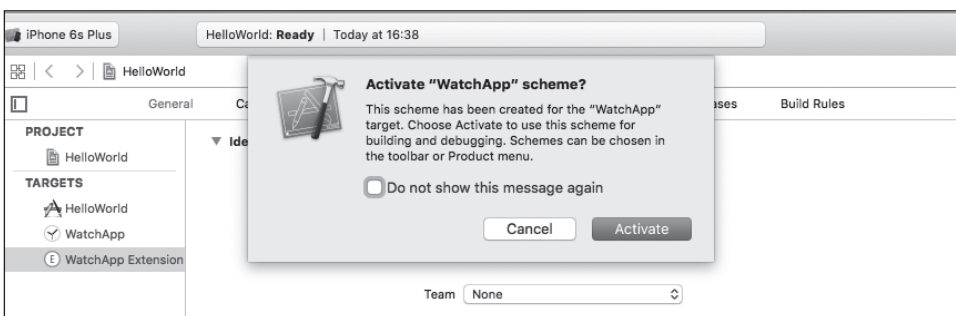 iPhone 6s Plus
HelloWorld: Ready | Today at 16:38
HelloWorld
General
Ca
ases
Build Rules
PROJECT
HelloWorld
TARGETS
HelloWorld
WatchApp
E WatchApp Extension
Ide
Activate “WatchApp” scheme?
This scheme has been created for the “WatchApp”
target. Choose Activate to use this scheme for
building and debugging. Schemes can be chosen in
the toolbar or Product menu.
Do not show this message again
Cancel
Activate
Team None